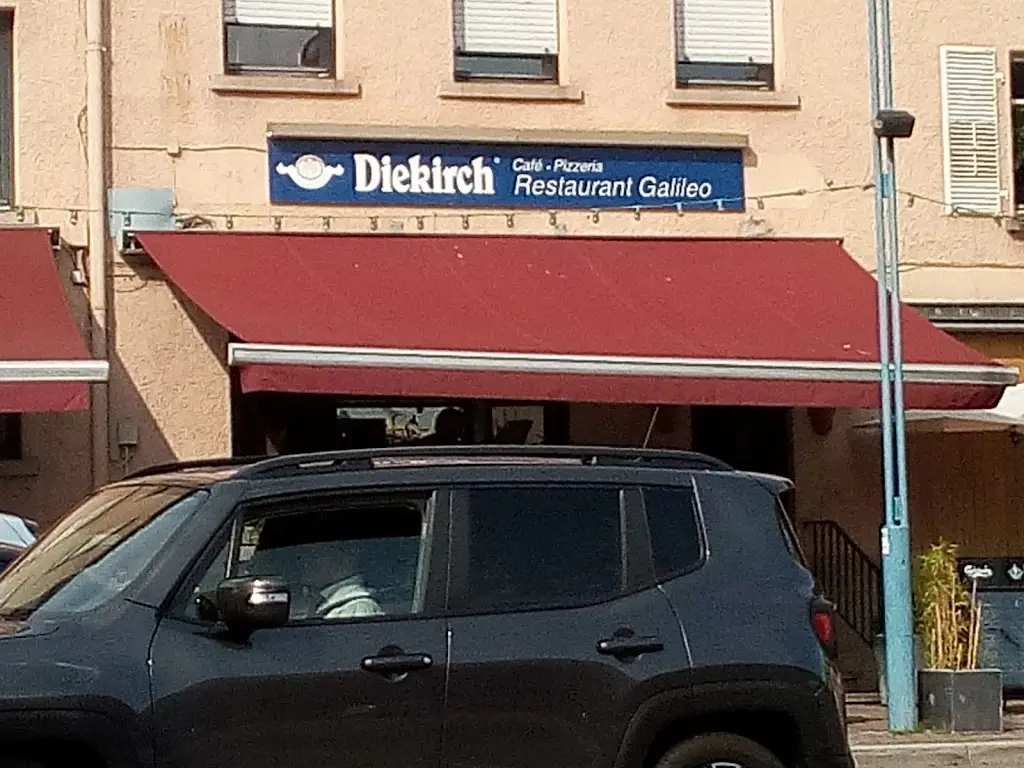 Diekirch
Café - Pizzeria
Restaurant Galileo